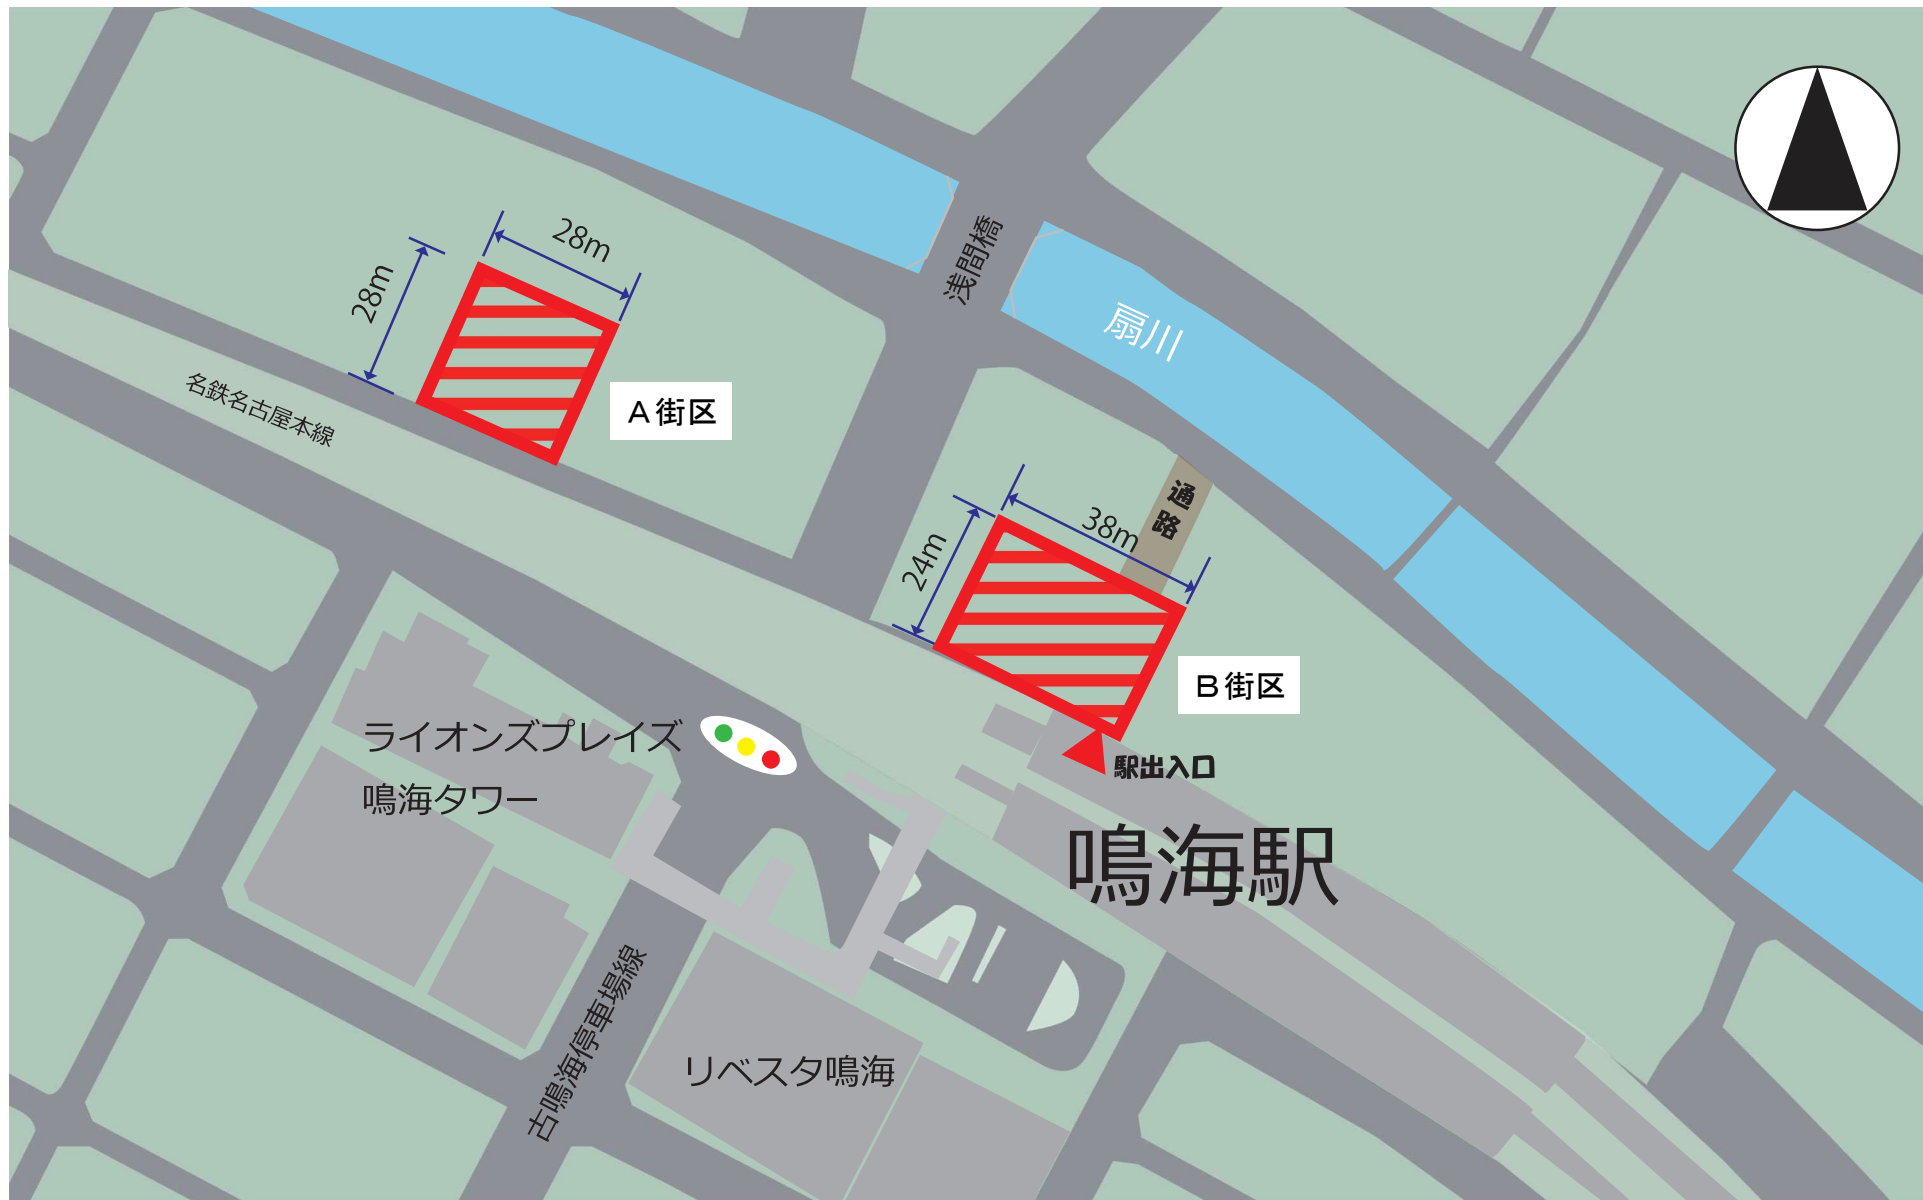 28m
28m
浅間橋
扇川
A街区
名鉄名古屋本線
通路
38m
24m
B街区
ライオンズプレイズ
鳴海タワー
駅出入口
鳴海駅
古鳴海停車場線
リベスタ鳴海